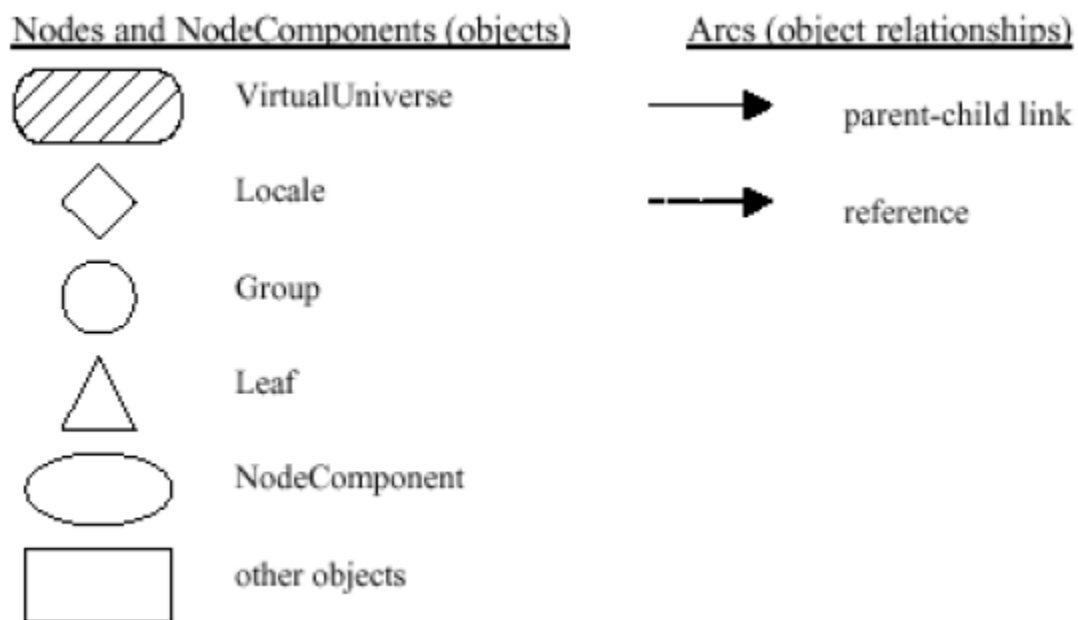 Nodes and NodeComponents (objects)
Arcs (object relationships)
VirtualUniverse
parent-child link
Locale
reference
Group
Leaf
NodeComponent
other objects